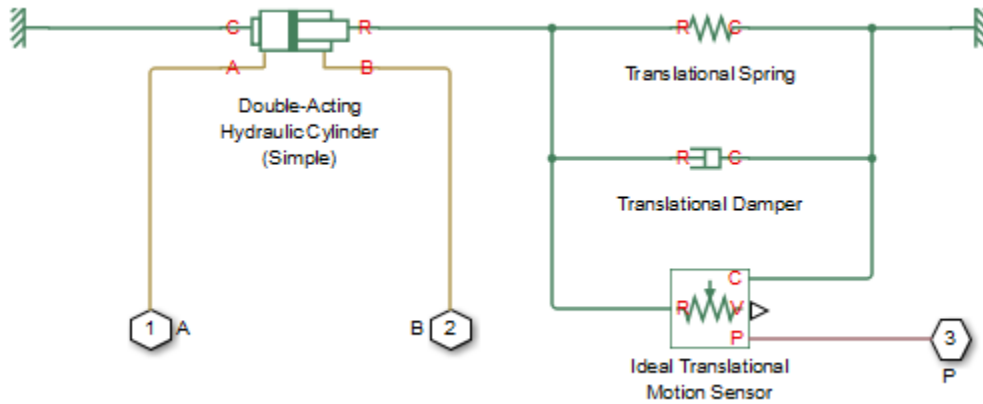 C
R
R
C
A
B
Translational Spring
Double-Acting
Hydraulic Cylinder
(Simple)
R
C
Translational Damper
C
R
V
P
1
A
B
2
3
P
Ideal Translational
Motion Sensor